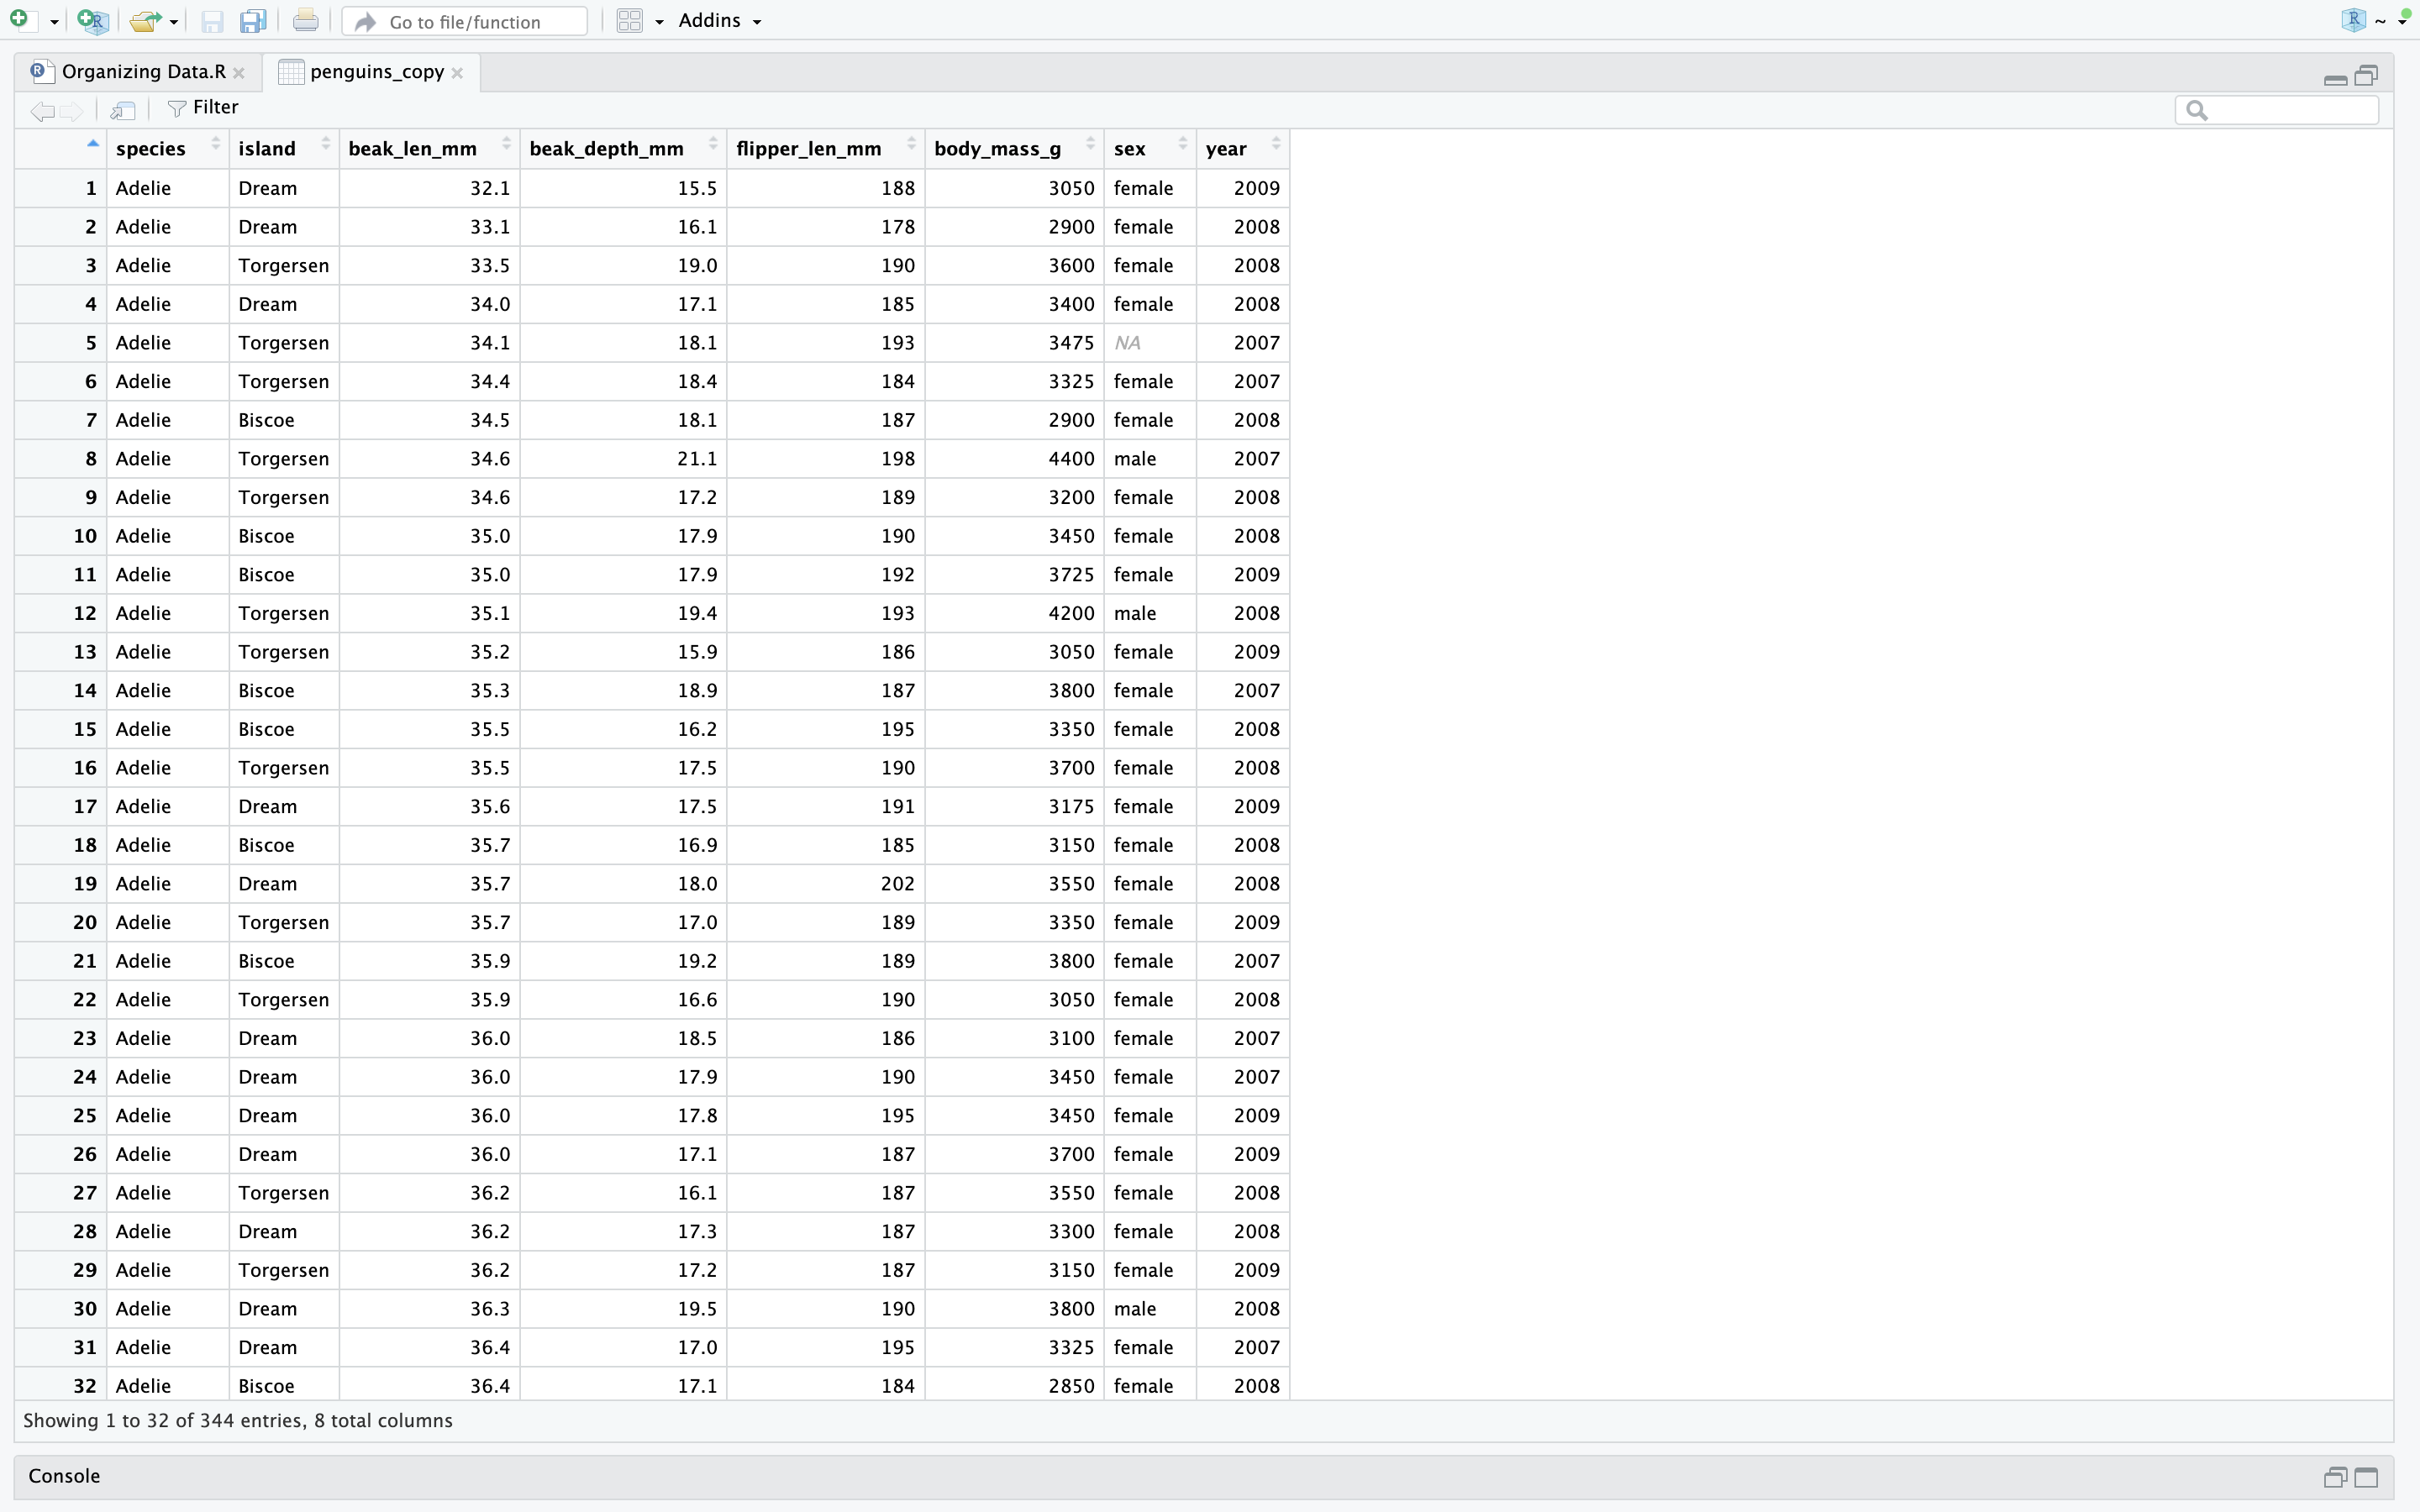 Go to file/function Addins R ~
R Organizing Data.R penguins_copy
Filter
species island beak_len_mm beak_depth_mm flipper_len_mm body_mass_g sex year
1 Adelie Dream 32.1 15.5 188 3050 female 2009
2 Adelie Dream 33.1 16.1 178 2900 female 2008
3 Adelie Torgersen 33.5 19.0 190 3600 female 2008
4 Adelie Dream 34.0 17.1 185 3400 female 2008
5 Adelie Torgersen 34.1 18.1 193 3475 NA 2007
6 Adelie Torgersen 34.4 18.4 184 3325 female 2007
7 Adelie Biscoe 34.5 18.1 187 2900 female 2008
8 Adelie Torgersen 34.6 21.1 198 4400 male 2007
9 Adelie Torgersen 34.6 17.2 189 3200 female 2008
10 Adelie Biscoe 35.0 17.9 190 3450 female 2008
11 Adelie Biscoe 35.0 17.9 192 3725 female 2009
12 Adelie Torgersen 35.1 19.4 193 4200 male 2008
13 Adelie Torgersen 35.2 15.9 186 3050 female 2009
14 Adelie Biscoe 35.3 18.9 187 3800 female 2007
15 Adelie Biscoe 35.5 16.2 195 3350 female 2008
16 Adelie Torgersen 35.5 17.5 190 3700 female 2008
17 Adelie Dream 35.6 17.5 191 3175 female 2009
18 Adelie Biscoe 35.7 16.9 185 3150 female 2008
19 Adelie Dream 35.7 18.0 202 3550 female 2008
20 Adelie Torgersen 35.7 17.0 189 3350 female 2009
21 Adelie Biscoe 35.9 19.2 189 3800 female 2007
22 Adelie Torgersen 35.9 16.6 190 3050 female 2008
23 Adelie Dream 36.0 18.5 186 3100 female 2007
24 Adelie Dream 36.0 17.9 190 3450 female 2007
25 Adelie Dream 36.0 17.8 195 3450 female 2009
26 Adelie Dream 36.0 17.1 187 3700 female 2009
27 Adelie Torgersen 36.2 16.1 187 3550 female 2008
28 Adelie Dream 36.2 17.3 187 3300 female 2008
29 Adelie Torgersen 36.2 17.2 187 3150 female 2009
30 Adelie Dream 36.3 19.5 190 3800 male 2008
31 Adelie Dream 36.4 17.0 195 3325 female 2007
32 Adelie Biscoe 36.4 17.1 184 2850 female 2008
Showing 1 to 32 of 344 entries, 8 total columns
Console